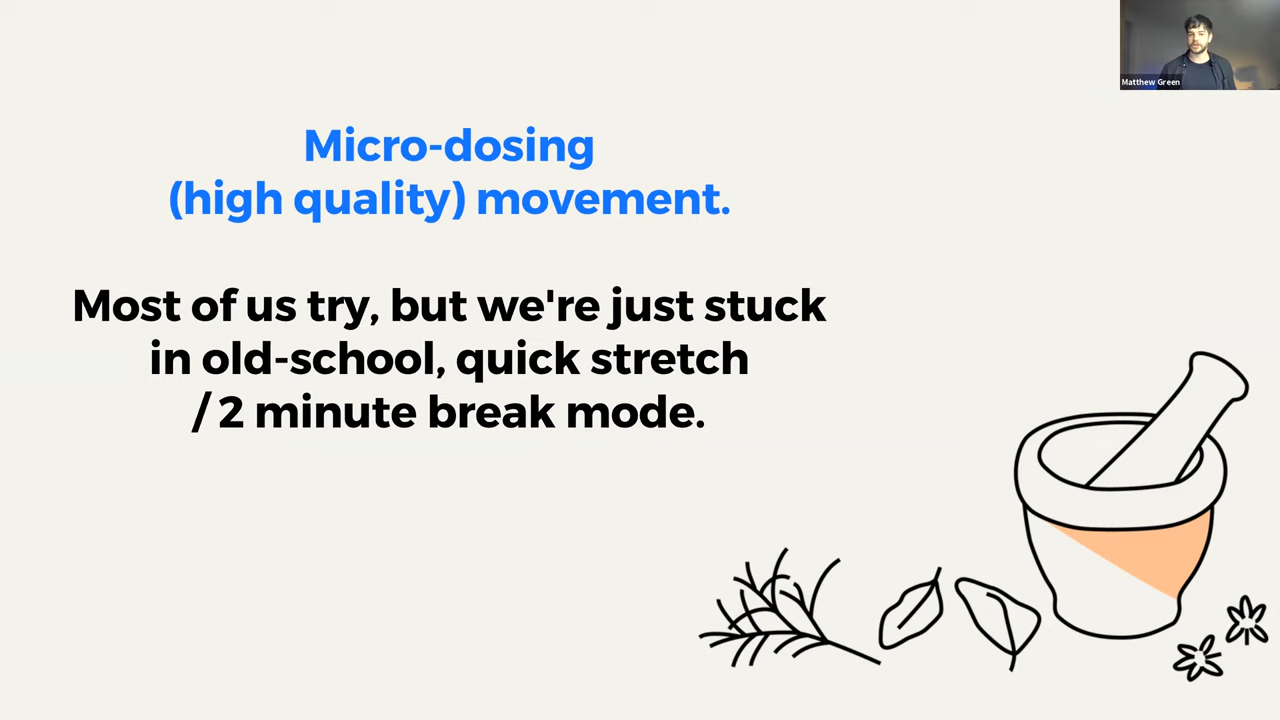 Matthew Green
Micro-dosing
(high quality) movement.
Most of us try, but we're just stuck
in old-school, quick stretch
/ 2 minute break mode.